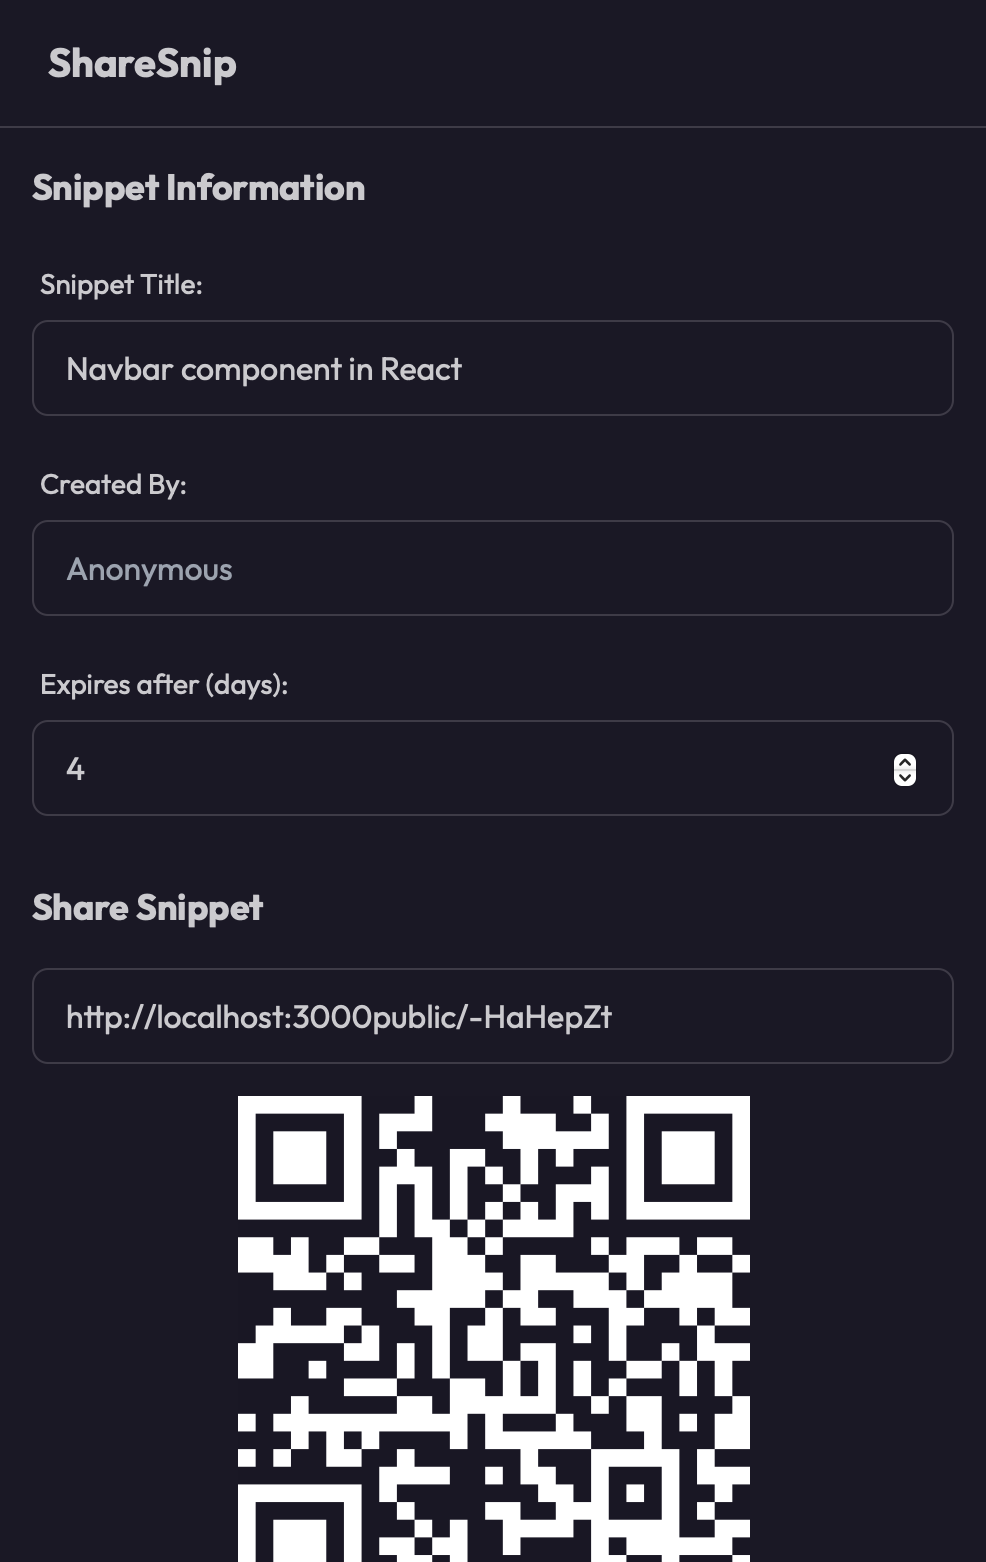 ShareSnip
Snippet Information
Snippet Title:
Navbar component in React
Created By:
Anonymous
Expires after (days):
4
Share Snippet
http://localhost:3000public/-HaHepZt